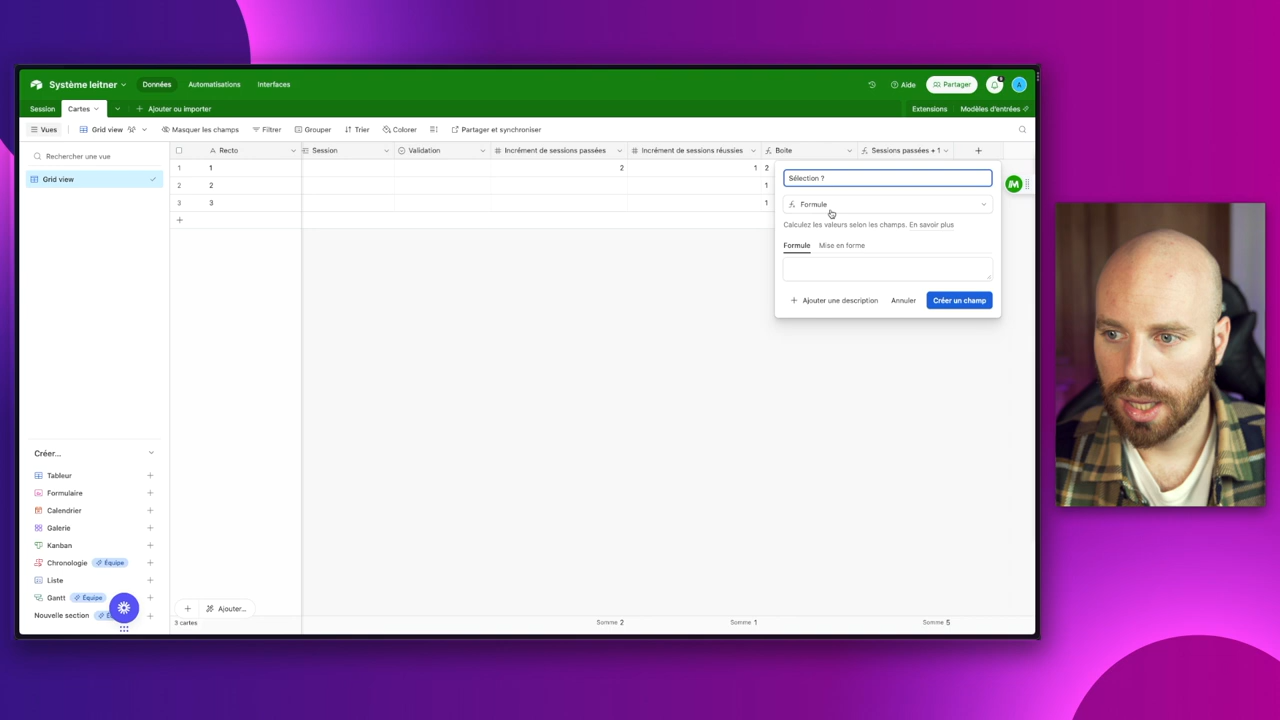 Système leitner
Données
Automatisations
Interfaces
Aide
Partager
Session
Cartes
Ajouter ou importer
Extensions
Modèles d'entrées
Vues
Grid view
Masquer les champs
Filtrer
Grouper
Trier
Colorer
Partager et synchroniser
Rechercher une vue
Grid view
Recto
Session
Validation
Incrément de sessions passées
Incrément de sessions réussies
Boîte
Sessions passées + 1
1 1 2 1 2
2 2 1
3 3 1
Sélection ?
Formule
Calculez les valeurs selon les champs. En savoir plus
Formule
Mise en forme
Ajouter une description
Annuler
Créer un champ
Créer...
Tableur
Formulaire
Calendrier
Galerie
Kanban
Chronologie
Équipe
Liste
Gantt
Équipe
Nouvelle section
Ajouter...
3 cartes
Somme 2
Somme 1
Somme 5